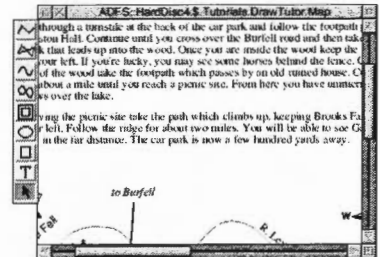 ADFS::HardDisc4.$.Tutorials.DrawTutor.Map
through a turnstile at the back of the car park and follow the footpath
ston Hall. Continue until you cross over the Burfell road and then take
k that leads up into the wood. Once you are inside the wood keep the
your left. If you're lucky, you may see some horses behind the fence.
of the wood take the footpath which passes by an old ruined house.
about a mile until you reach a picnic site. From here you have
ws over the lake.
ving the picnic site take the path which climbs up, keeping Brooks Fa
r left. Follow the ridge for about two miles. You will be able to see
in the far distance. The car park is now a few hundred yards away.
to Burfell
Fell
R. Le
W
T